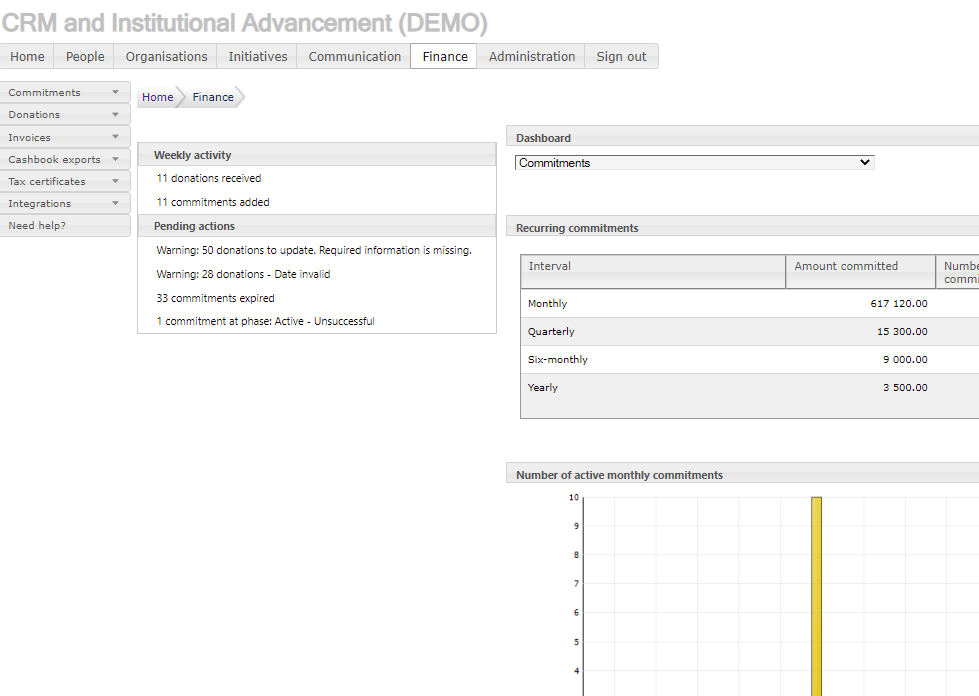 CRM and Institutional Advancement (DEMO)
Home People Organisations Initiatives Communication Finance Administration Sign out
Commitments
Donations
Invoices
Cashbook exports
Tax certificates
Integrations
Need help?
Home Finance
Weekly activity
11 donations received
11 commitments added
Pending actions
Warning: 50 donations to update. Required information is missing.
Warning: 28 donations - Date invalid
33 commitments expired
1 commitment at phase: Active - Unsuccessful
Dashboard
Commitments
Recurring commitments
Interval Amount committed Numbe
commi
Monthly 617 120.00
Quarterly 15 300.00
Six-monthly 9 000.00
Yearly 3 500.00
Number of active monthly commitments
10
9
8
7
6
5
4